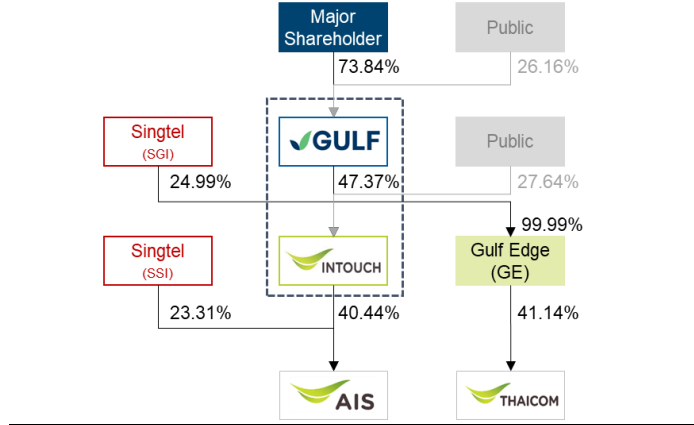 Major
Shareholder
Public
73.84%
26.16%
Singtel
(SGI)
GULF
Public
24.99%
47.37%
27.64%
99.99%
Singtel
(SSI)
INTOUCH
Gulf Edge
(GE)
23.31%
40.44%
41.14%
AIS
THAICOM